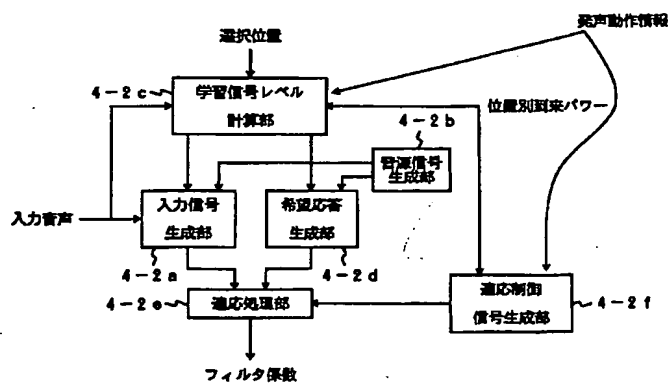 発声動作情報
選択位置
4-2c
学習信号レベル
計算部
位置別到来パワー
4-2b
音源信号
生成部
入力音声
入力信号
生成部
希望応答
生成部
4-2a
4-2d
4-2e
適応処理部
適応制御
信号生成部
4-2f
フィルタ係数